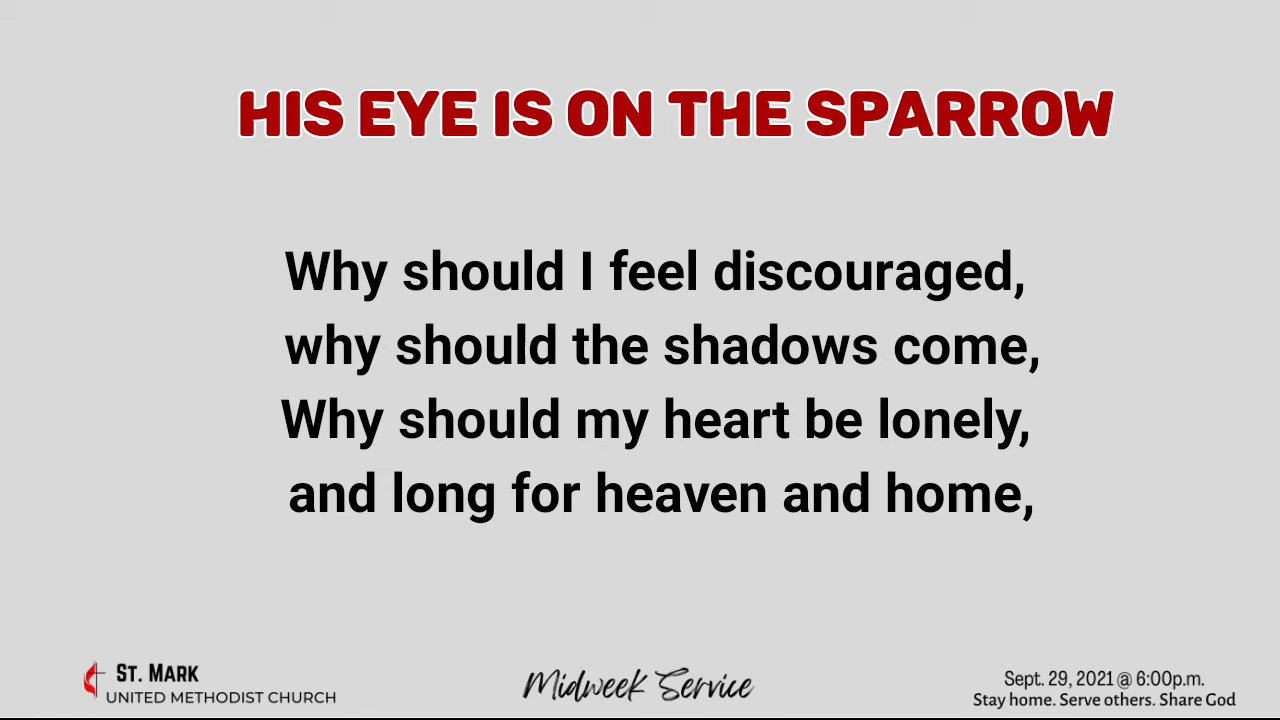 HIS EYE IS ON THE SPARROW
Why should I feel discouraged,
why should the shadows come,
Why should my heart be lonely,
and long for heaven and home,
ST. MARK
UNITED METHODIST CHURCH
Midweek Service
Sept. 29, 2021 @ 6:00p.m.
Stay home. Serve others. Share God